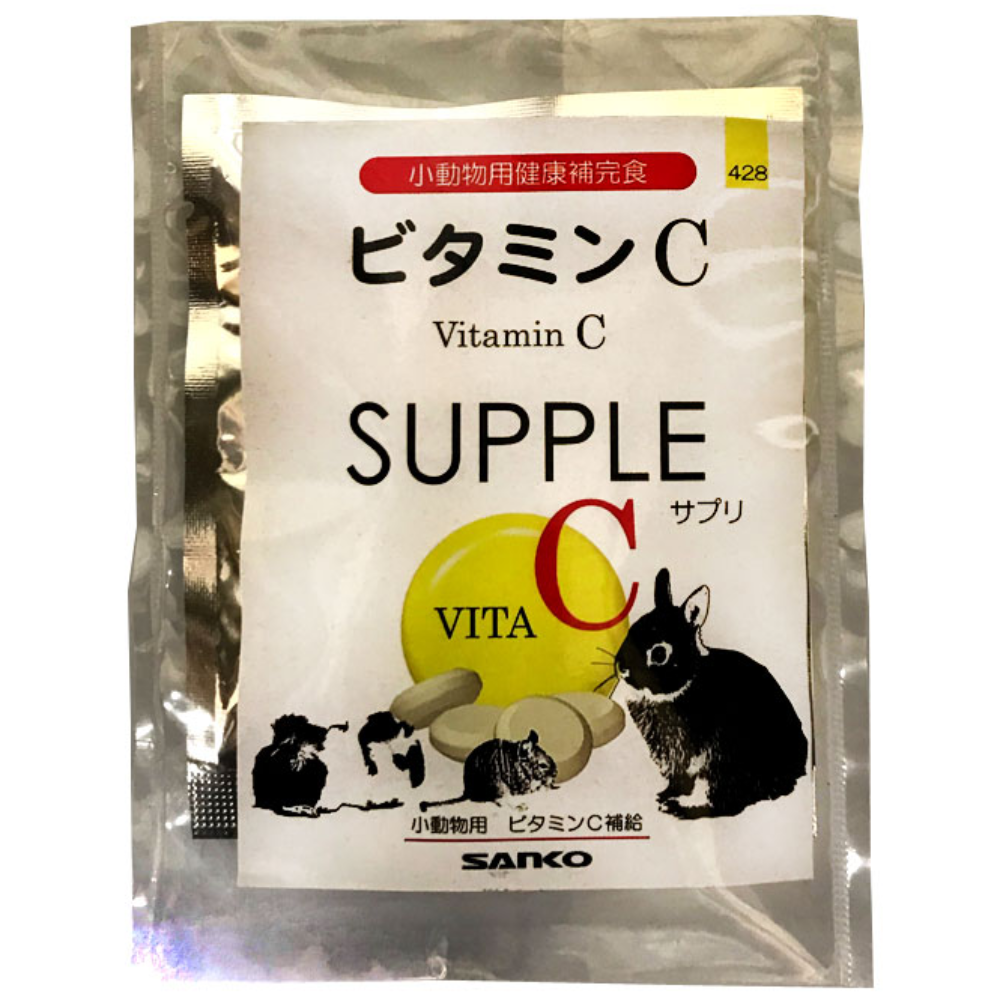 小動物用健康補完食
428
ビタミンC
Vitamin C
SUPPLE
サプリ
VITA C
小動物用 ビタミンC補給
SANKO